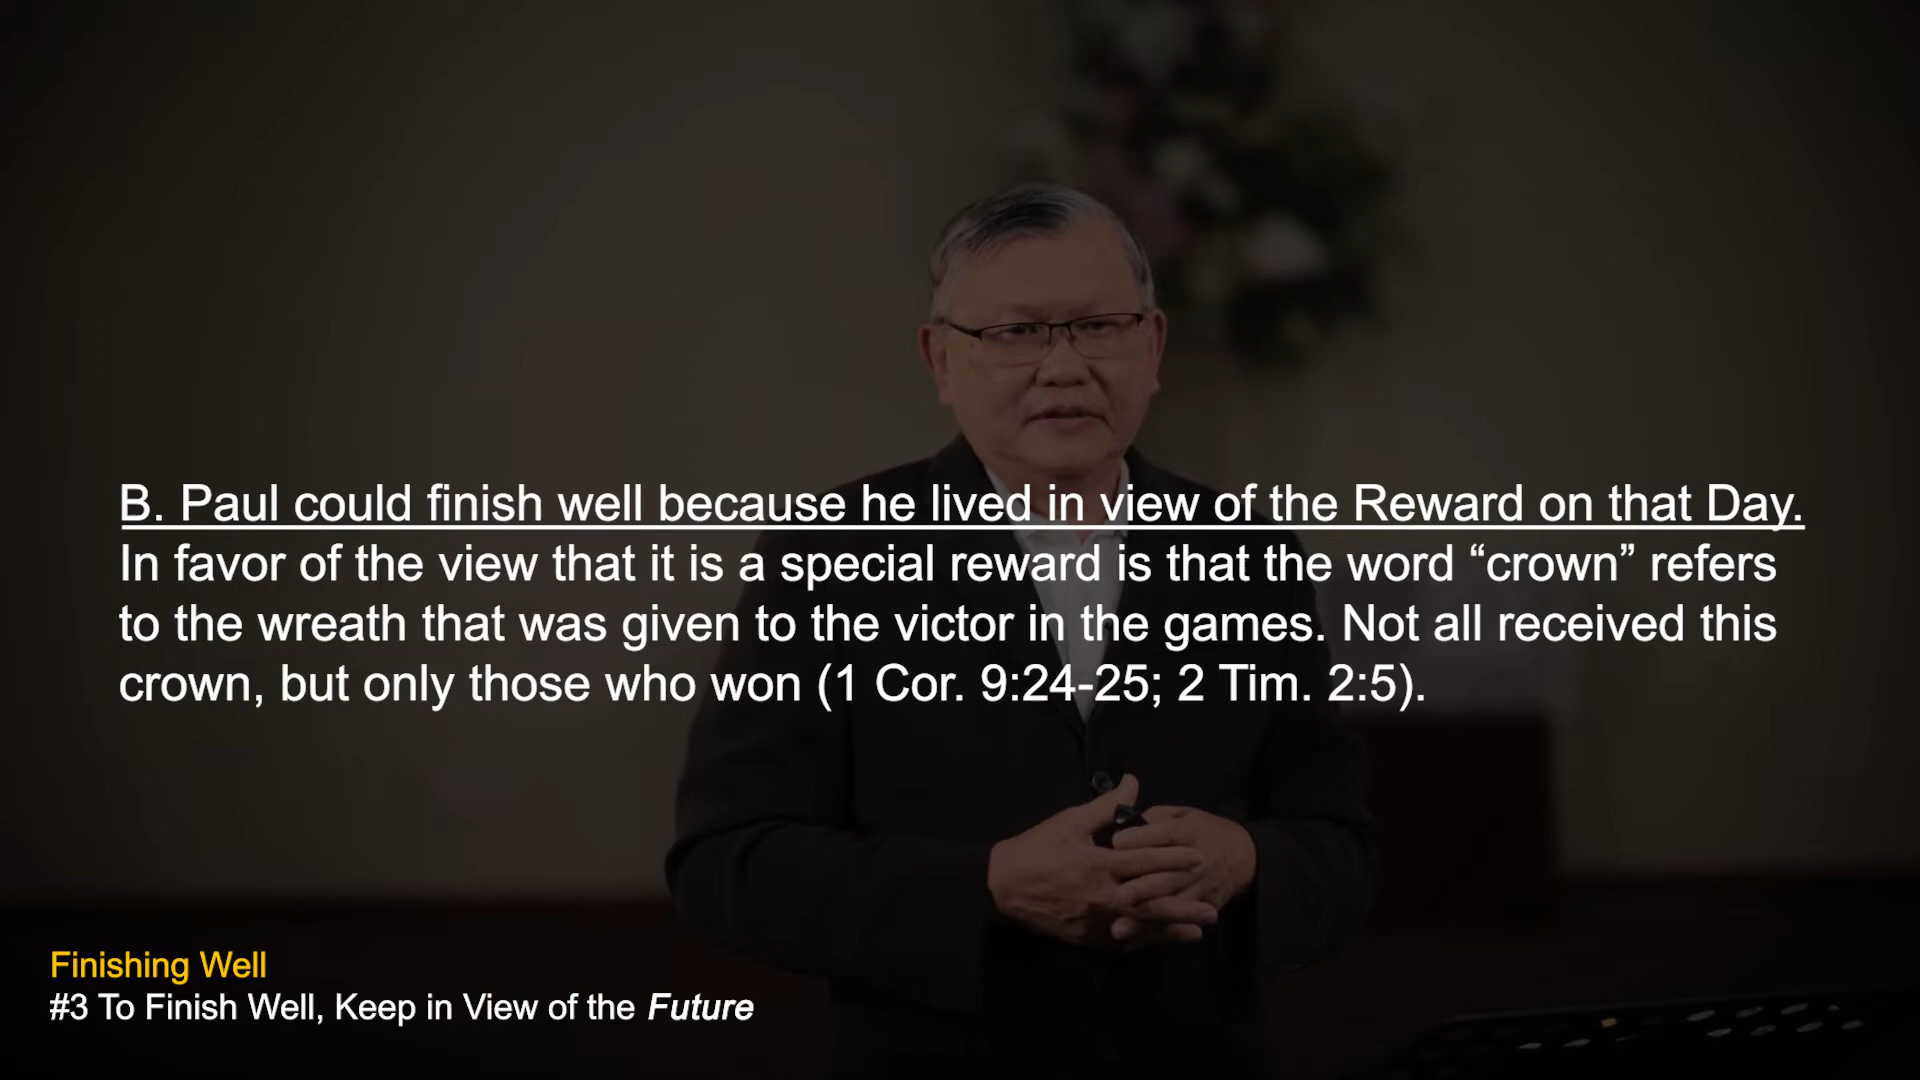 B. Paul could finish well because he lived in view of the Reward on that Day.
In favor of the view that it is a special reward is that the word “crown” refers
to the wreath that was given to the victor in the games. Not all received this
crown, but only those who won (1 Cor. 9:24-25; 2 Tim. 2:5).
Finishing Well
#3 To Finish Well, Keep in View of the Future